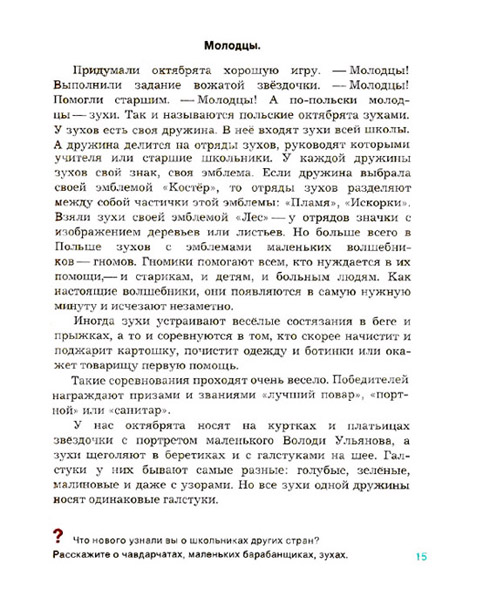 Молодцы.
Придумали октябрята хорошую игру. — Молодцы!
Выполнили задание вожатой звёздочки. — Молодцы!
Помогли старшим. — Молодцы! А по-польски молод-
цы — зухи. Так и называются польские октябрята зухами.
У зухов есть своя дружина. В неё входят зухи всей школы.
А дружина делится на отряды зухов, руководят которыми
учителя или старшие школьники. У каждой дружины
зухов свой знак, своя эмблема. Если дружина выбрала
своей эмблемой «Костёр», то отряды зухов разделяют
между собой частички этой эмблемы: «Пламя», «Искорки».
Взяли зухи своей эмблемой «Лес» — у отрядов значки с
изображением деревьев или листьев. Но больше всего в
Польше зухов с эмблемами маленьких волшебни-
ков — гномов. Гномики помогают всем, кто нуждается в их
помощи,— и старикам, и детям, и больным людям. Как
настоящие волшебники, они появляются в самую нужную
минуту и исчезают незаметно.
Иногда зухи устраивают весёлые состязания в беге и
прыжках, а то и соревнуются в том, кто скорее начистит и
поджарит картошку, почистит одежду и ботинки или ока-
жет товарищу первую помощь.
Такие соревнования проходят очень весело. Победителей
награждают призами и званиями «лучший повар», «порт-
ной» или «санитар».
У нас октябрята носят на куртках и платьицах
звездочки с портретом маленького Володи Ульянова, а
зухи щеголяют в беретиках и с галстуками на шее. Гал-
стуки у них бывают самые разные: голубые, зелёные,
малиновые и даже с узорами. Но все зухи одной дружины
носят одинаковые галстуки.
? Что нового узнали вы о школьниках других стран?
Расскажите о чавдарчатах, маленьких барабанщиках, зухах.
15